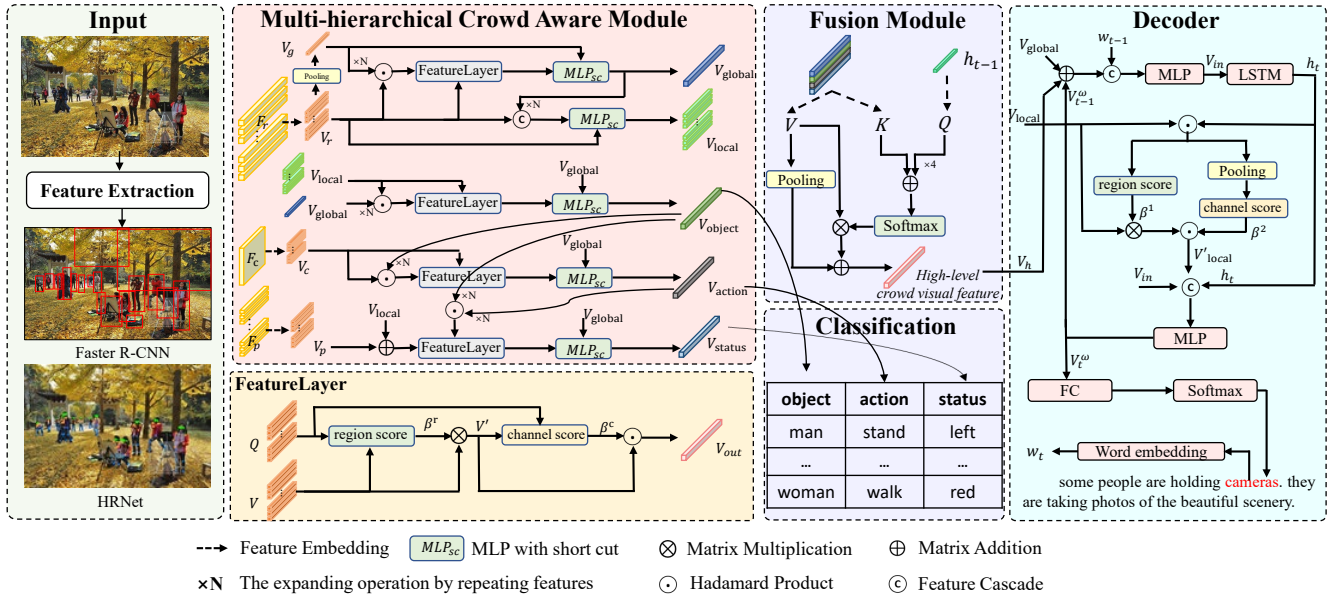 Input
Feature Extraction
Faster R-CNN
HRNet
Multi-hierarchical Crowd Aware Module
V_g
×N
Pooling
FeatureLayer
MLP_sc
V_global
F_r
V_r
×N
C
MLP_sc
V_local
V_local
V_global
×N
FeatureLayer
V_global
MLP_sc
V_object
F_c
V_c
×N
FeatureLayer
V_global
MLP_sc
V_action
×N
×N
F_p
V_p
V_local
FeatureLayer
V_global
MLP_sc
V_status
FeatureLayer
Q
region score
β^r
V'
channel score
β^c
V_out
V
Fusion Module
h_{t-1}
V
K
Q
×4
Pooling
Softmax
High-level
crowd visual feature
Classification
object action status
man stand left
... ... ...
woman walk red
Decoder
V_global
w_{t-1}
C
MLP
V_in
LSTM
h_t
V_{t-1}^ω
V_local
region score
Pooling
channel score
β^1
β^2
V'_local
V_h
V_in
C
h_t
MLP
V_t^ω
FC
Softmax
w_t
Word embedding
some people are holding cameras. they
are taking photos of the beautiful scenery.
Feature Embedding
MLP_sc MLP with short cut
Matrix Multiplication
Matrix Addition
×N The expanding operation by repeating features
Hadamard Product
C Feature Cascade